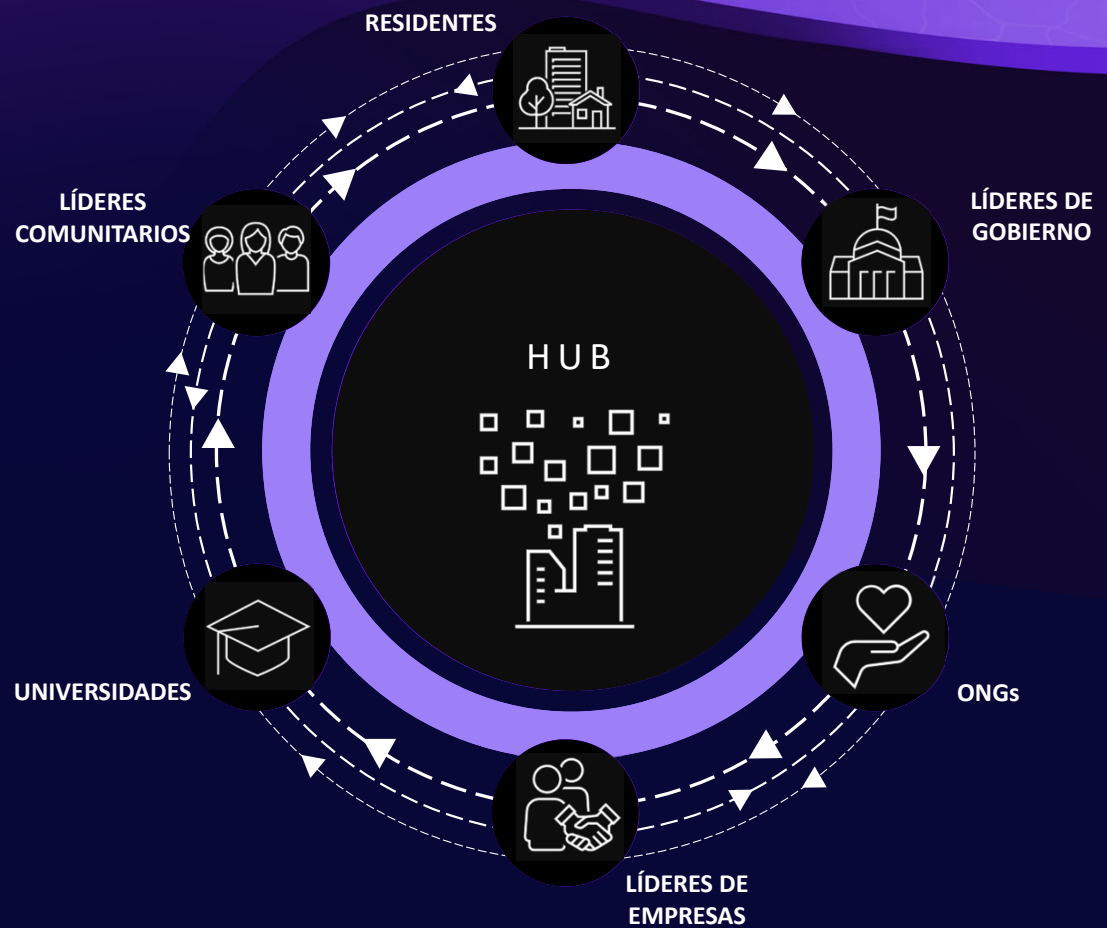 RESIDENTES
LÍDERES
COMUNITARIOS
LÍDERES DE
GOBIERNO
HUB
UNIVERSIDADES
ONGs
LÍDERES DE
EMPRESAS